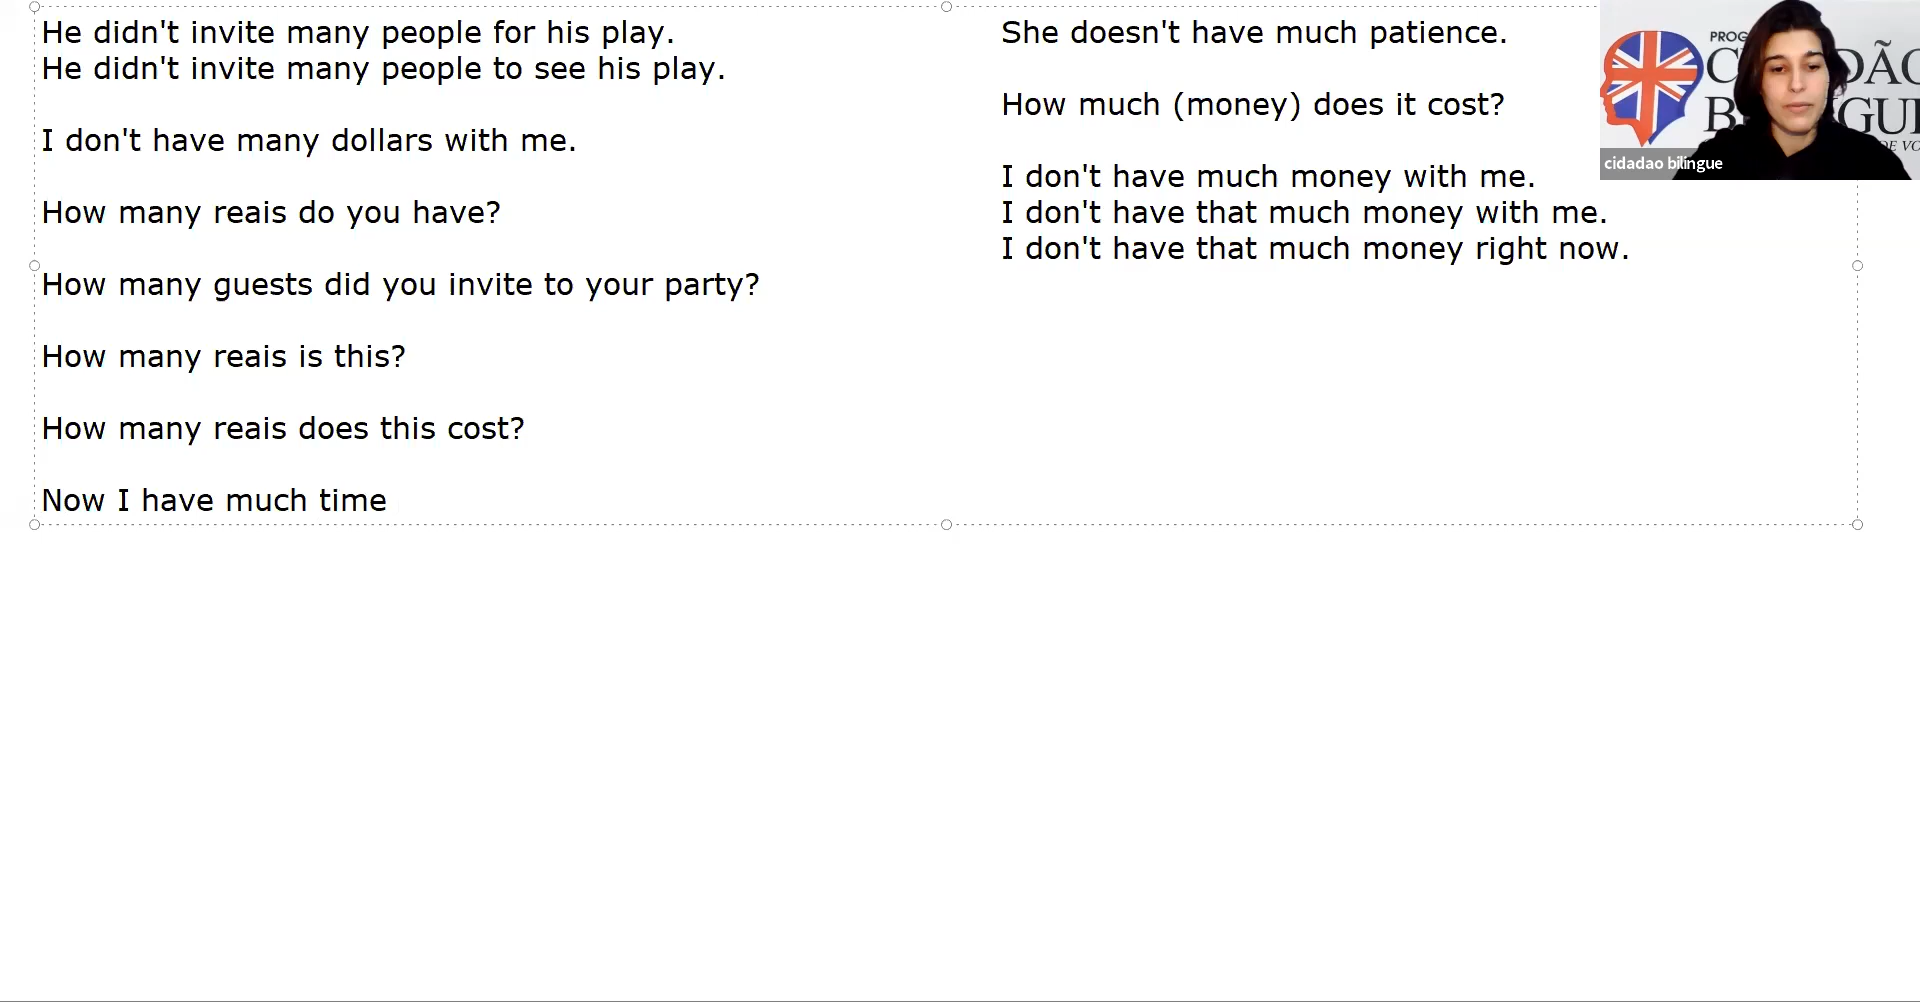 He didn't invite many people for his play.
He didn't invite many people to see his play.
I don't have many dollars with me.
How many reais do you have?
How many guests did you invite to your party?
How many reais is this?
How many reais does this cost?
Now I have much time
She doesn't have much patience.
How much (money) does it cost?
I don't have much money with me.
I don't have that much money with me.
I don't have that much money right now.
PROG
cidadao bilingue